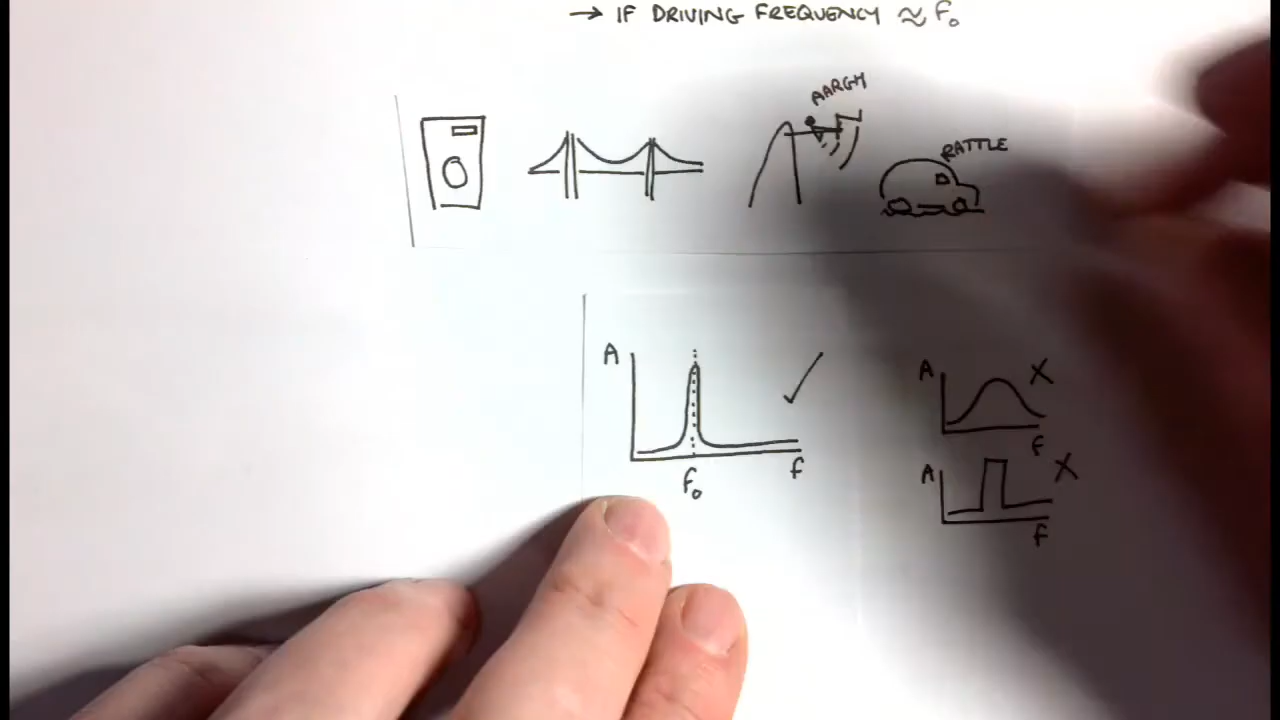 → IF DRIVING FREQUENCY ≈ F₀
AARGH
RATTLE
A
F₀
F
A
X
F
A
X
F